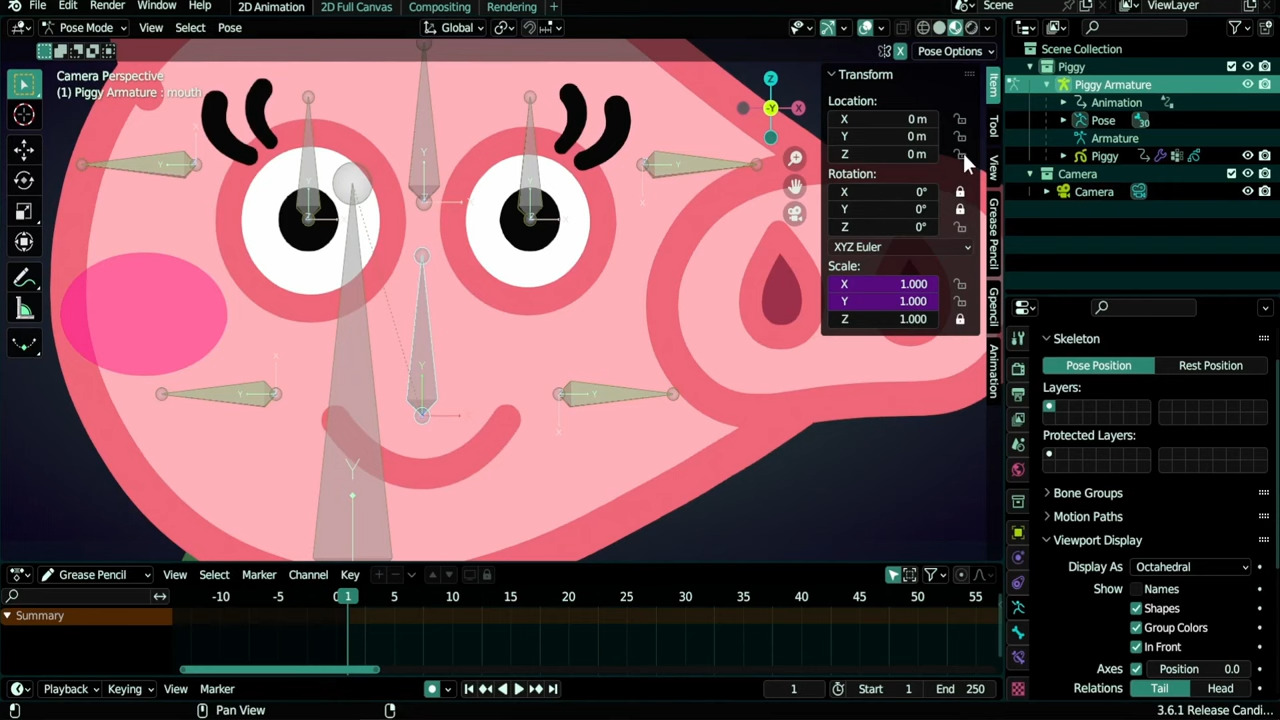 File Edit Render Window Help 2D Animation 2D Full Canvas Compositing Rendering + Scene ViewLayer
Pose Mode View Select Pose Global
X Pose Options
Camera Perspective
(1) Piggy Armature : mouth
Transform
Location:
X 0 m
Y 0 m
Z 0 m
Rotation:
X 0°
Y 0°
Z 0°
XYZ Euler
Scale:
X 1.000
Y 1.000
Z 1.000
Item
Tool
View
Grease Pencil
Gpencil
Animation
Z
-Y
X
Scene Collection
Piggy
Piggy Armature
Animation
Pose 30
Armature
Piggy
Camera
Camera
Skeleton
Pose Position Rest Position
Layers:
Protected Layers:
Bone Groups
Motion Paths
Viewport Display
Display As Octahedral
Show Names
Shapes
Group Colors
In Front
Axes Position 0.0
Relations Tail Head
Grease Pencil View Select Marker Channel Key
-10 -5 0 1 5 10 15 20 25 30 35 40 45 50 55
Summary
Playback Keying View Marker 1 Start 1 End 250
Pan View 3.6.1 Release Candi...